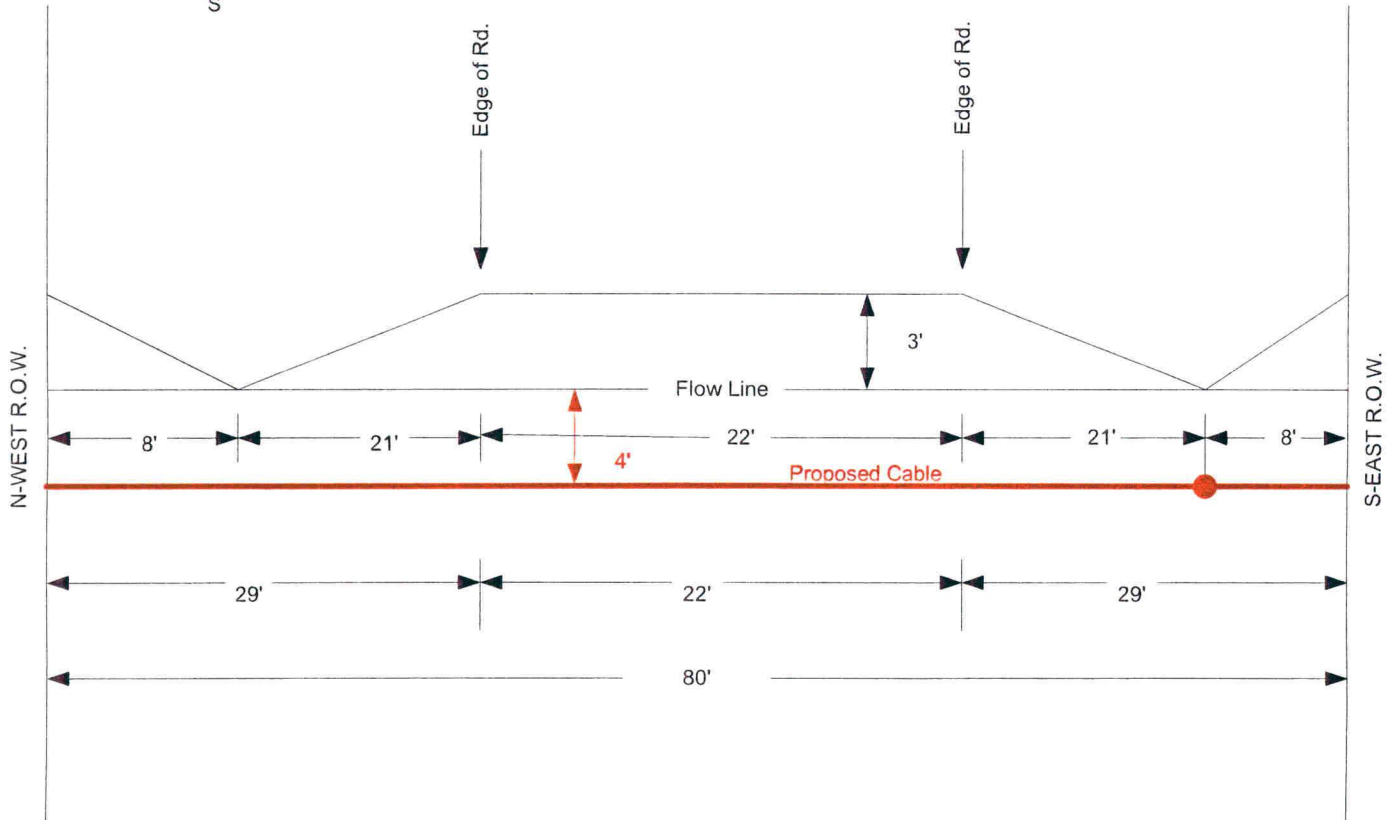 S
Edge of Rd.
Edge of Rd.
3'
N-WEST R.O.W.
Flow Line
S-EAST R.O.W.
8'
21'
22'
21'
8'
4'
Proposed Cable
29'
22'
29'
80'